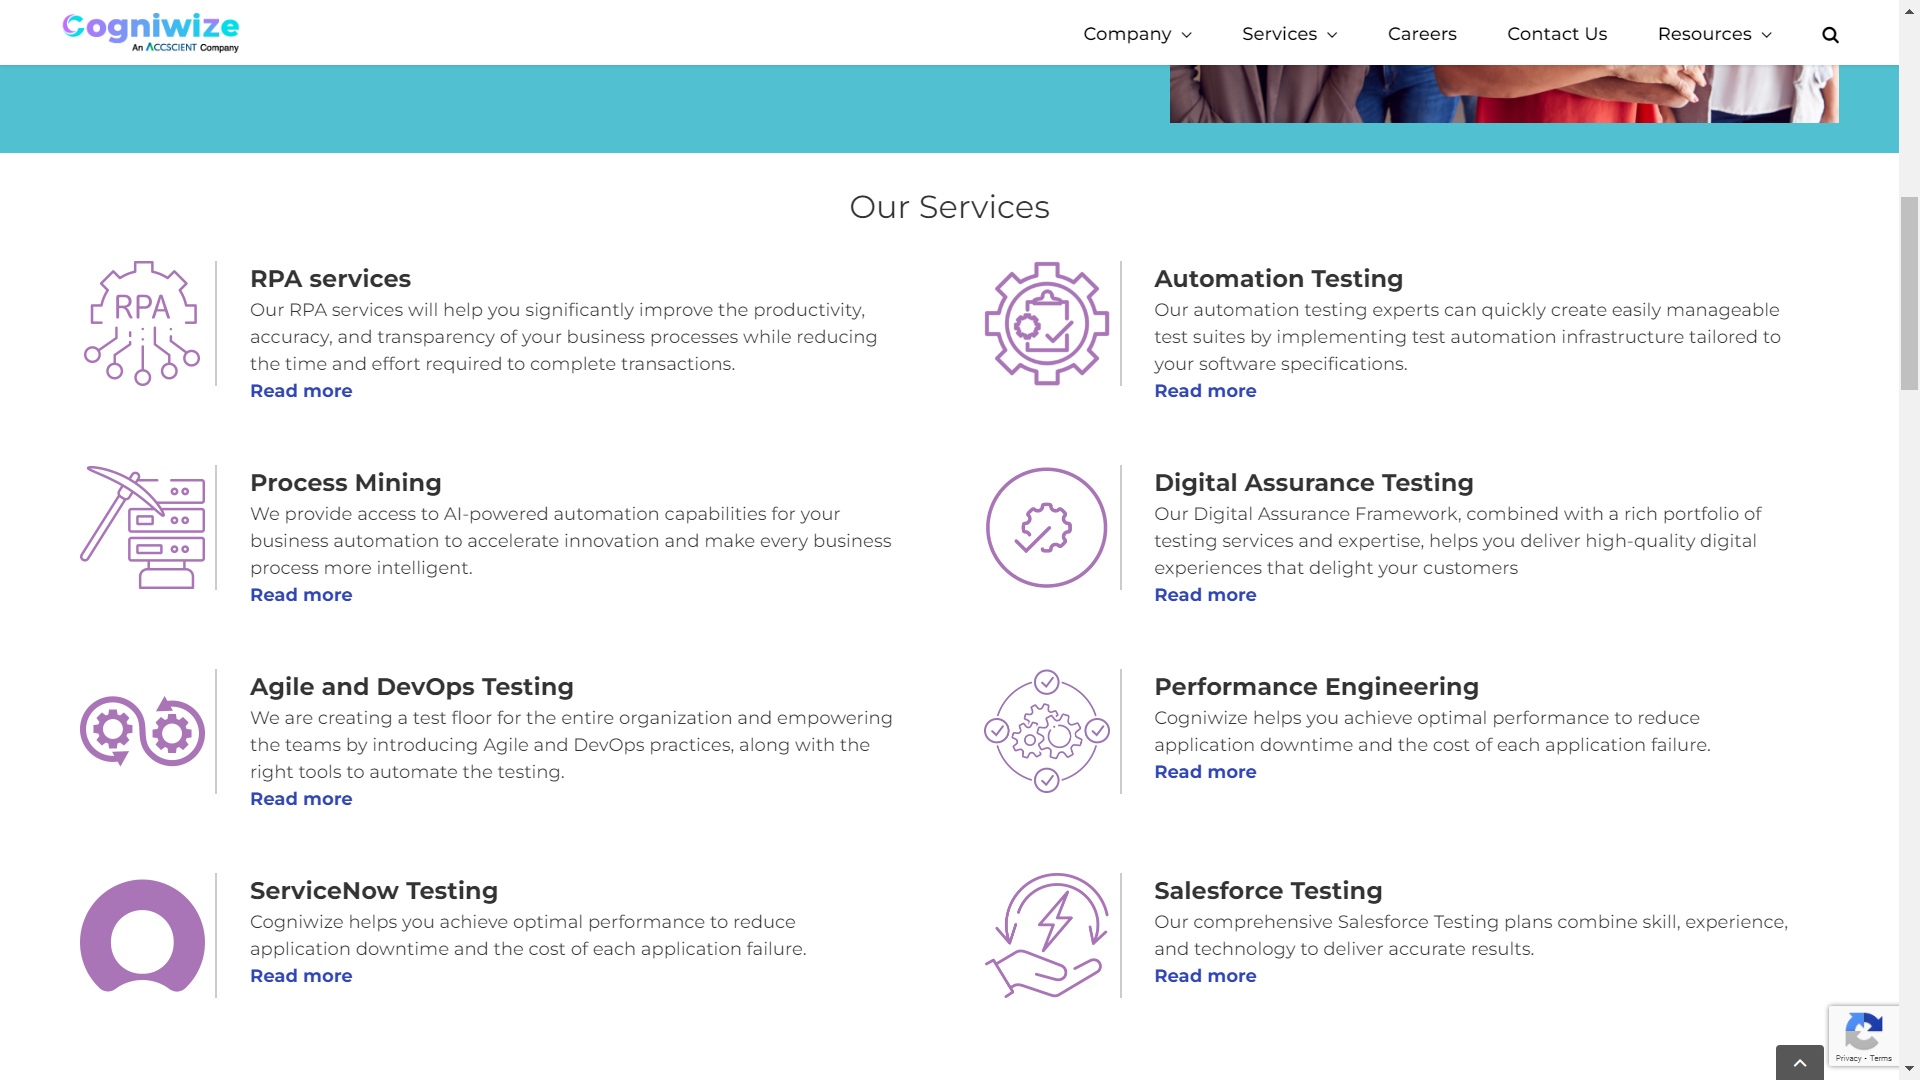 Cogniwize
An ACCSCIENT Company
Company
Services
Careers
Contact Us
Resources
Our Services
RPA
RPA services
Our RPA services will help you significantly improve the productivity,
accuracy, and transparency of your business processes while reducing
the time and effort required to complete transactions.
Read more
Automation Testing
Our automation testing experts can quickly create easily manageable
test suites by implementing test automation infrastructure tailored to
your software specifications.
Read more
Process Mining
We provide access to AI-powered automation capabilities for your
business automation to accelerate innovation and make every business
process more intelligent.
Read more
Digital Assurance Testing
Our Digital Assurance Framework, combined with a rich portfolio of
testing services and expertise, helps you deliver high-quality digital
experiences that delight your customers
Read more
Agile and DevOps Testing
We are creating a test floor for the entire organization and empowering
the teams by introducing Agile and DevOps practices, along with the
right tools to automate the testing.
Read more
Performance Engineering
Cogniwize helps you achieve optimal performance to reduce
application downtime and the cost of each application failure.
Read more
ServiceNow Testing
Cogniwize helps you achieve optimal performance to reduce
application downtime and the cost of each application failure.
Read more
Salesforce Testing
Our comprehensive Salesforce Testing plans combine skill, experience,
and technology to deliver accurate results.
Read more
Privacy - Terms